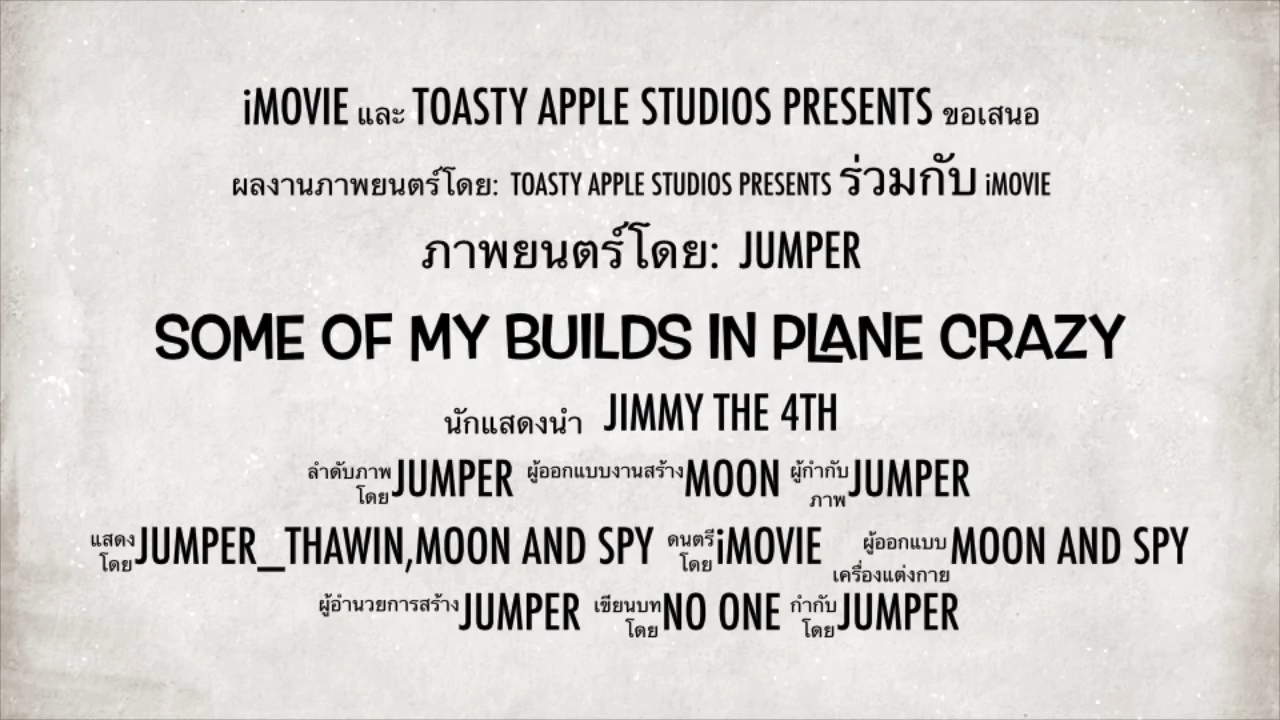 iMOVIE และ TOASTY APPLE STUDIOS PRESENTS ขอเสนอ
ผลงานภาพยนตร์โดย: TOASTY APPLE STUDIOS PRESENTS ร่วมกับ iMOVIE
ภาพยนตร์โดย: JUMPER
SOME OF MY BUILDS IN PLANE CRAZY
นักแสดงนำ JIMMY THE 4TH
ลำดับภาพโดย JUMPER ผู้ออกแบบงานสร้าง MOON ผู้กำกับภาพ JUMPER
แสดงโดย JUMPER_THAWIN,MOON AND SPY ดนตรีโดย iMOVIE ผู้ออกแบบเครื่องแต่งกาย MOON AND SPY
ผู้อำนวยการสร้าง JUMPER เขียนบทโดย NO ONE กำกับโดย JUMPER